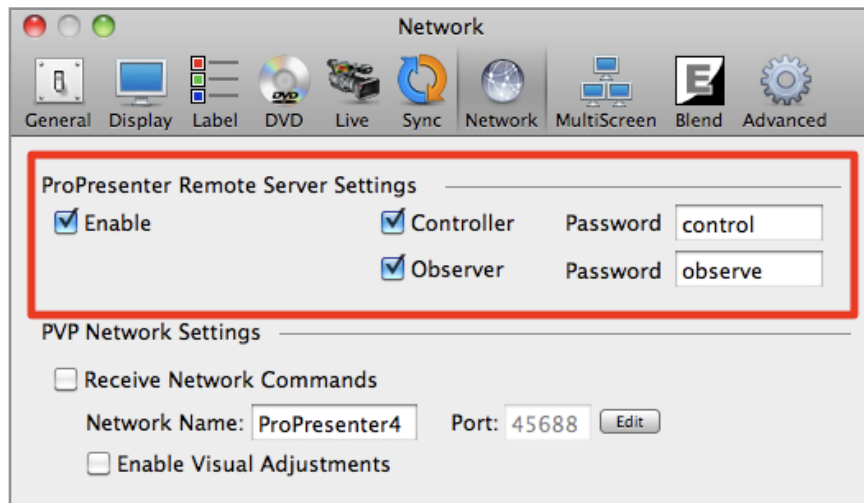 Network
General Display Label DVD Live Sync Network MultiScreen Blend Advanced
ProPresenter Remote Server Settings
Enable Controller Password control
Observer Password observe
PVP Network Settings
Receive Network Commands
Network Name: ProPresenter4 Port: 45688 Edit
Enable Visual Adjustments